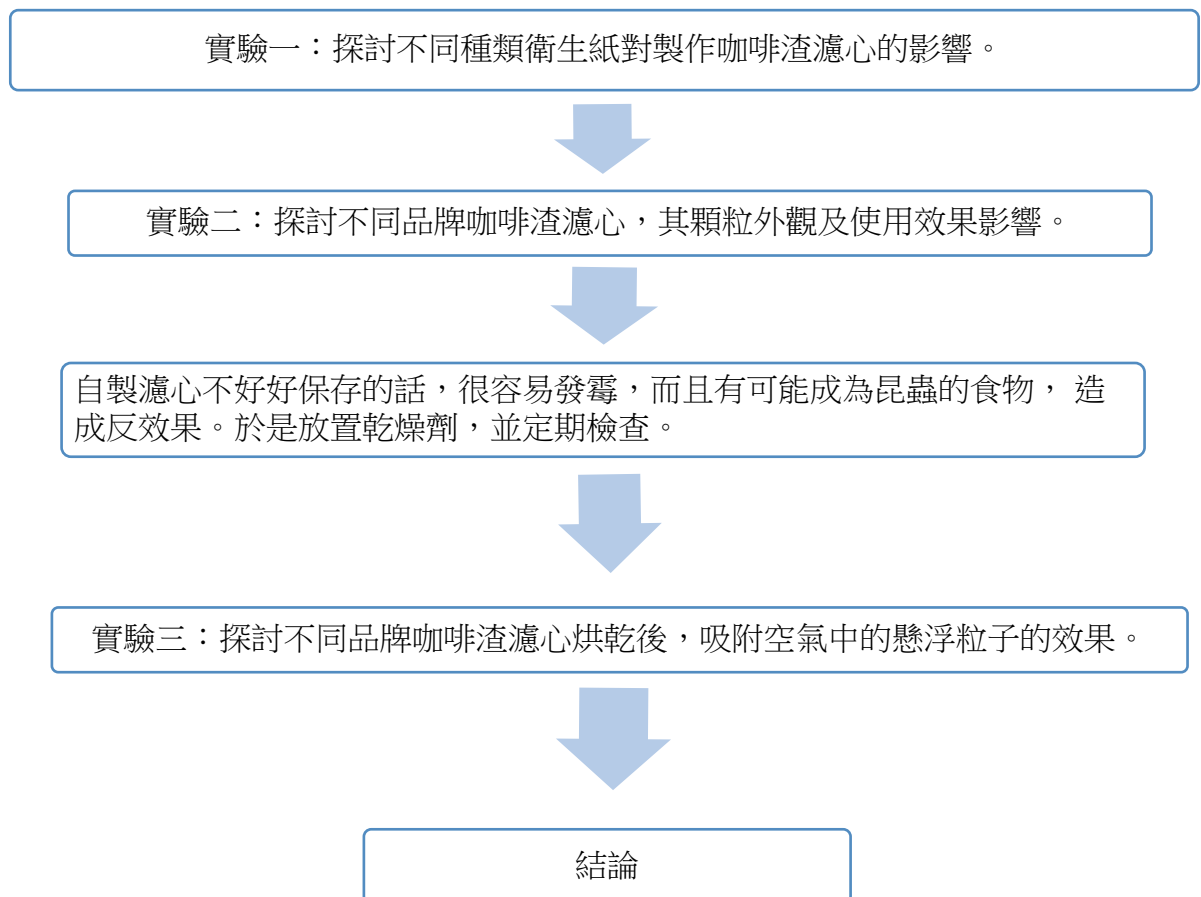 實驗一：探討不同種類衛生紙對製作咖啡渣濾心的影響。
實驗二：探討不同品牌咖啡渣濾心，其顆粒外觀及使用效果影響。
自製濾心不好好保存的話，很容易發霉，而且有可能成為昆蟲的食物， 造
成反效果。於是放置乾燥劑，並定期檢查。
實驗三：探討不同品牌咖啡渣濾心烘乾後，吸附空氣中的懸浮粒子的效果。
結論